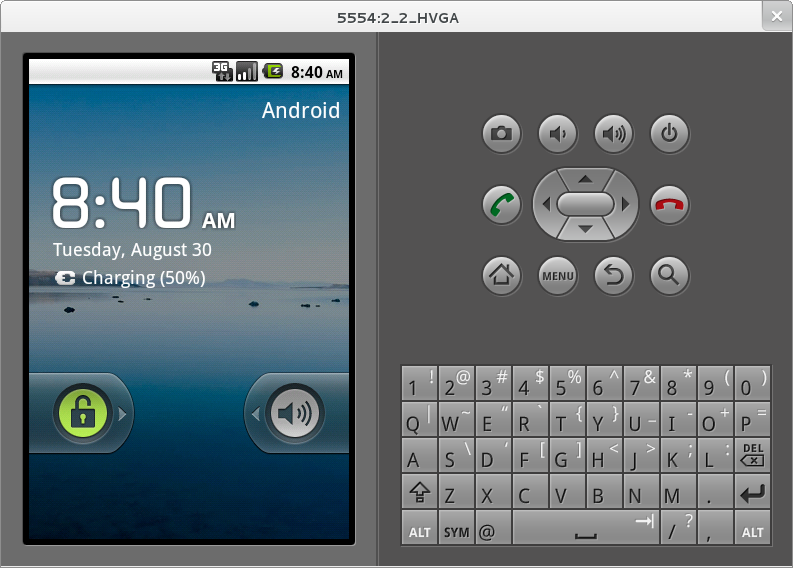 5554:2_2_HVGA
3G 8:40 AM
Android
8:40 AM
Tuesday, August 30
Charging (50%)
MENU
1 ! 2 @ 3 # 4 $ 5 % 6 ^ 7 & 8 * 9 ( 0 )
Q | W ~ E “ R ` T { Y } U _ I - O + P =
A S \ D ‘ F [ G ] H < J > K ; L : DEL
Z X C V B N M .
ALT SYM @ / ? , ALT